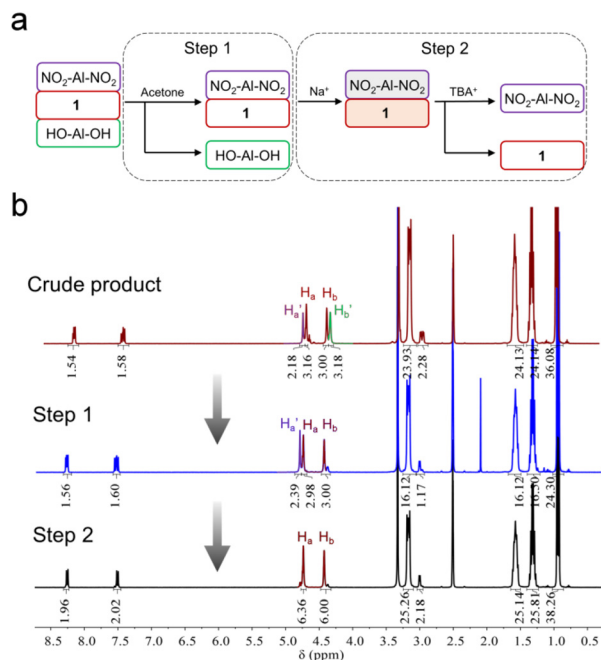 a
Step 1
Step 2
NO2-Al-NO2
1
HO-Al-OH
Acetone
NO2-Al-NO2
1
HO-Al-OH
Na+
NO2-Al-NO2
1
TBA+
NO2-Al-NO2
1
b
Crude product
Ha'
Ha
Hb
Hb'
1.54
1.58
2.18
3.16
3.00
3.18
23.93
2.28
24.13
24.14
36.08
Step 1
Ha'
Ha
Hb
1.56
1.60
2.39
2.98
3.00
16.12
1.17
16.12
16.50
24.30
Step 2
Ha
Hb
1.96
2.02
6.36
6.00
25.26
2.18
25.14
25.81
38.26
8.5 8.0 7.5 7.0 6.5 6.0 5.5 5.0 4.5 4.0 3.5 3.0 2.5 2.0 1.5 1.0 0.5
δ (ppm)